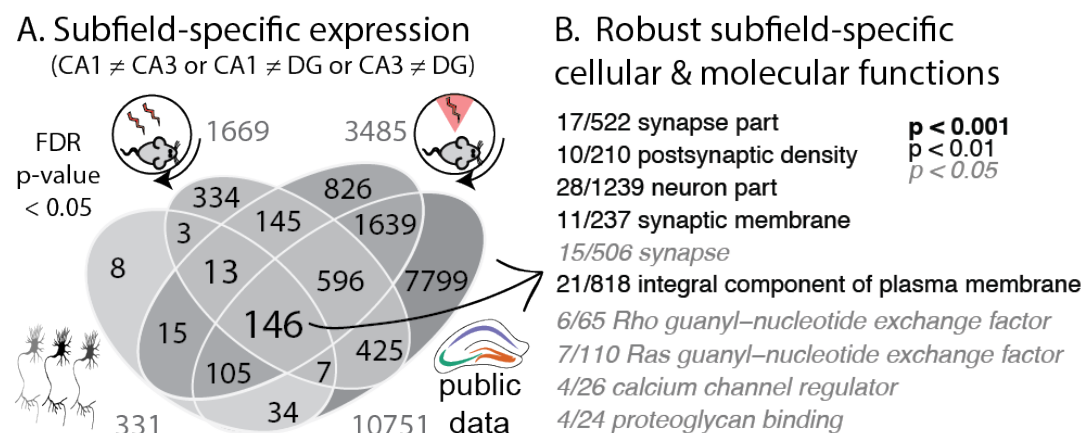 A. Subfield-specific expression
(CA1 ≠ CA3 or CA1 ≠ DG or CA3 ≠ DG)
FDR
p-value
< 0.05
1669
3485
334
826
3
145
1639
8
13
596
7799
15
146
425
105
7
34
331
10751
public
data
B. Robust subfield-specific
cellular & molecular functions
17/522 synapse part
10/210 postsynaptic density
28/1239 neuron part
11/237 synaptic membrane
15/506 synapse
21/818 integral component of plasma membrane
6/65 Rho guanyl–nucleotide exchange factor
7/110 Ras guanyl–nucleotide exchange factor
4/26 calcium channel regulator
4/24 proteoglycan binding
p < 0.001
p < 0.01
p < 0.05